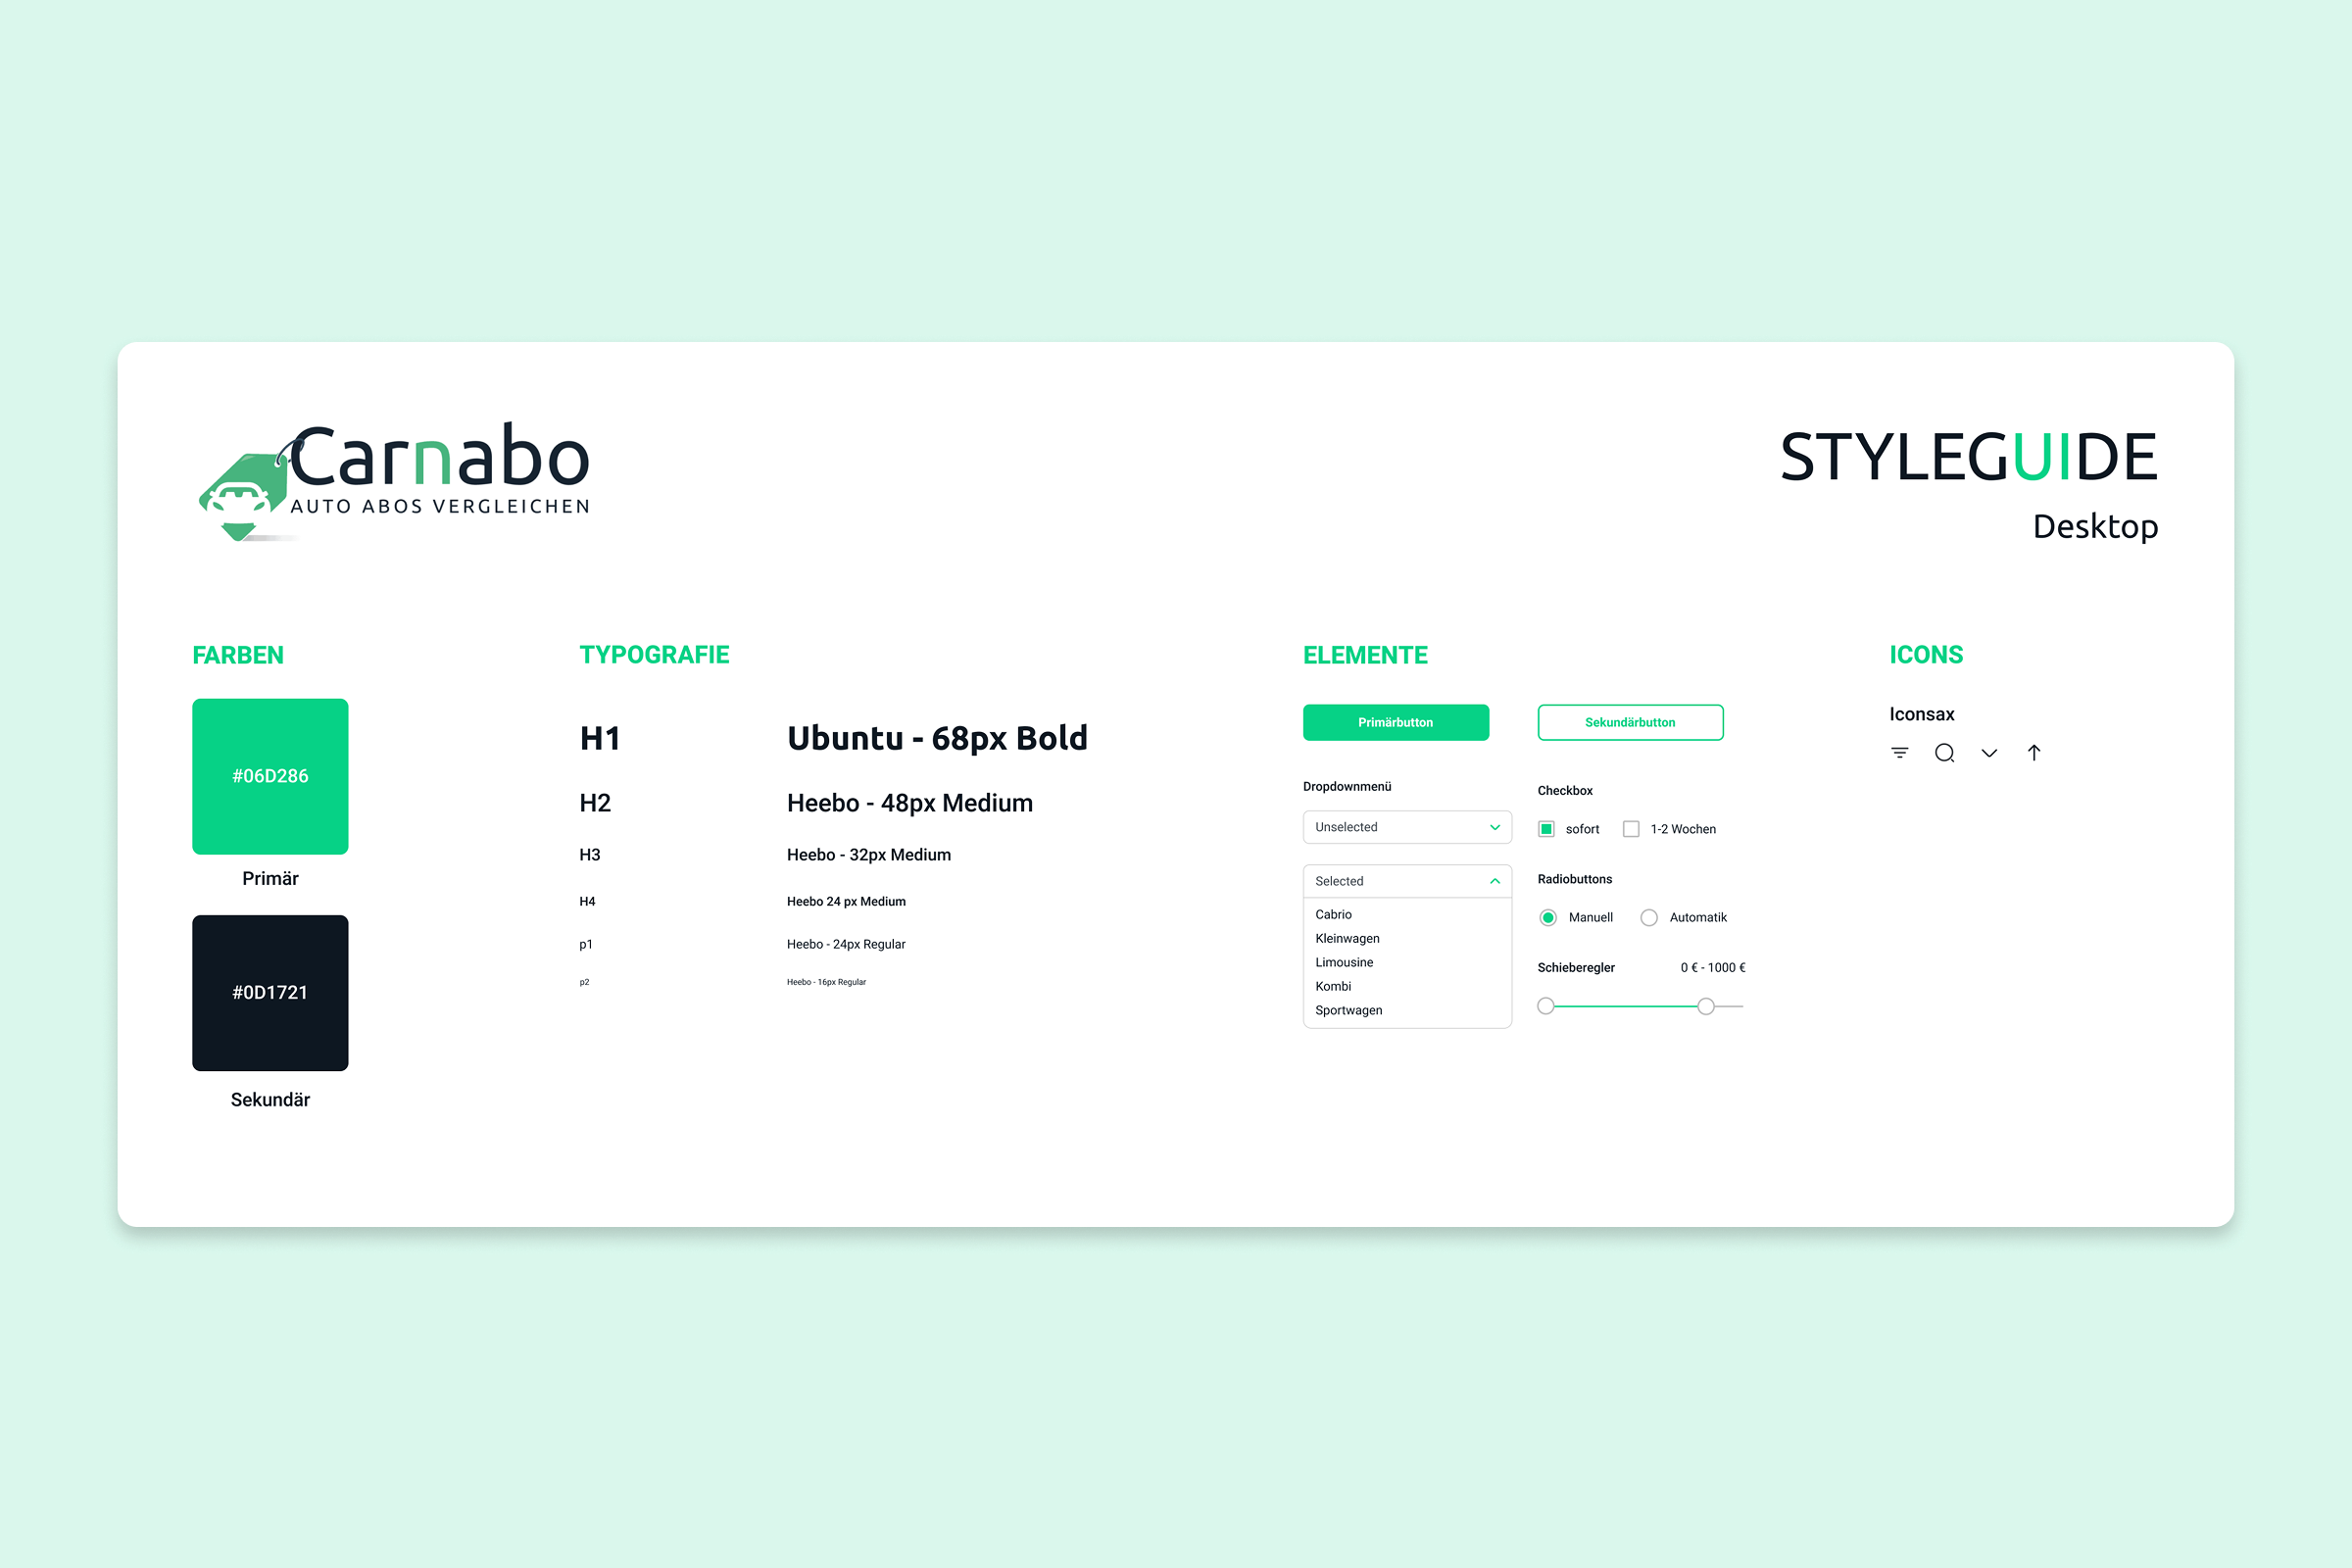 Carnabo
AUTO ABOS VERGLEICHEN
STYLEGUIDE
Desktop
FARBEN
#06D286
Primär
#0D1721
Sekundär
TYPOGRAFIE
H1 Ubuntu - 68px Bold
H2 Heebo - 48px Medium
H3 Heebo - 32px Medium
H4 Heebo 24 px Medium
p1 Heebo - 24px Regular
p2 Heebo - 16px Regular
ELEMENTE
Primärbutton
Sekundärbutton
Dropdownmenü
Unselected
Selected
Cabrio
Kleinwagen
Limousine
Kombi
Sportwagen
Checkbox
sofort 1-2 Wochen
Radiobuttons
Manuell Automatik
Schieberegler 0 € - 1000 €
ICONS
Iconsax